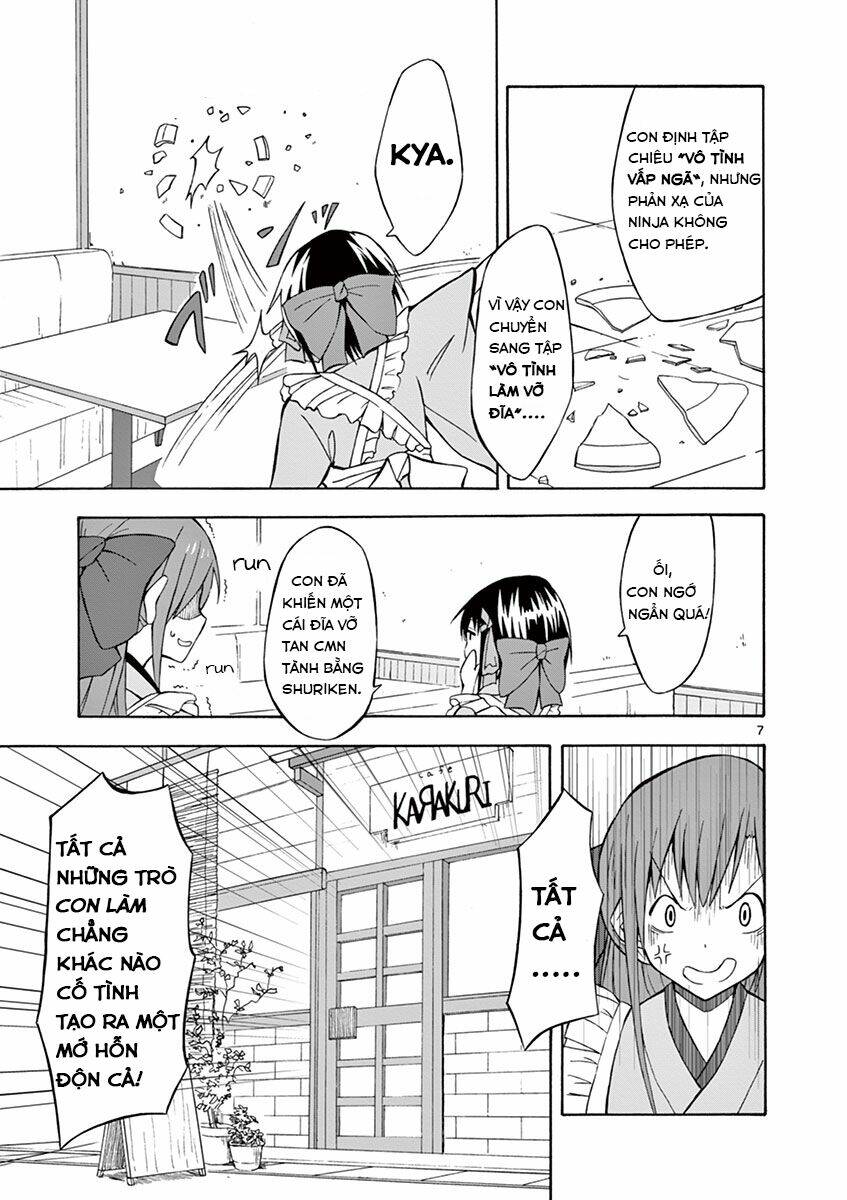 CON ĐỊNH TẬP
CHIÊU "VÔ TÌNH
VẤP NGÃ", NHƯNG
PHẢN XẠ CỦA
NINJA KHÔNG
CHO PHÉP.
VÌ VẬY CON
CHUYỂN
SANG TẬP
"VÔ TÌNH
LÀM VỠ
ĐĨA"....
KYA.
ỐI,
CON NGỚ
NGẨN QUÁ!
CON ĐÃ
KHIẾN MỘT
CÁI ĐĨA VỠ
TAN CMN
TÀNH BẰNG
SHURIKEN.
run
run
7
TẤT
CẢ
.....
cafe
KARAKURI
TẤT CẢ
NHỮNG TRÒ
CON LÀM
CHẲNG
KHÁC NÀO
CỐ TÌNH
TẠO RA MỘT
MỚ HỖN
ĐỘN CẢ!